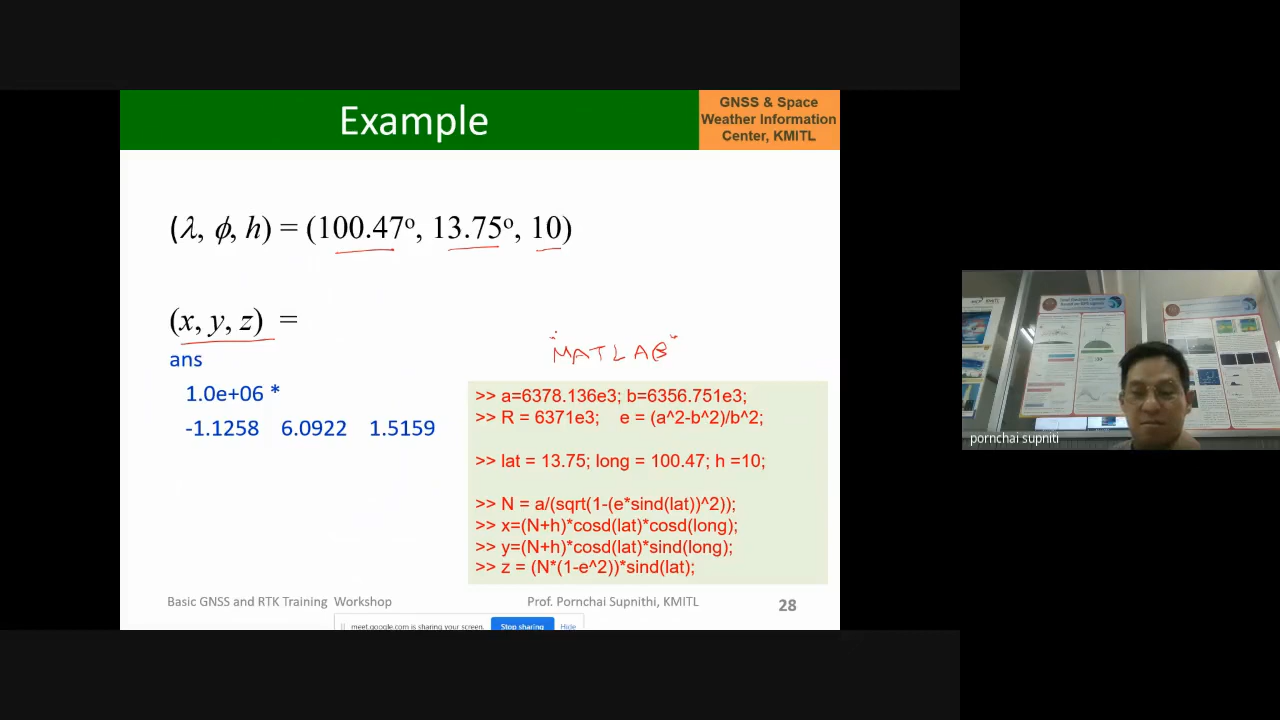 Example
GNSS & Space
Weather Information
Center, KMITL
(λ, ϕ, h) = (100.47º, 13.75º, 10)
(x, y, z) =
ans
1.0e+06 *
-1.1258 6.0922 1.5159
"MATLAB"
>> a=6378.136e3; b=6356.751e3;
>> R = 6371e3; e = (a^2-b^2)/b^2;
>> lat = 13.75; long = 100.47; h =10;
>> N = a/(sqrt(1-(e*sind(lat))^2));
>> x=(N+h)*cosd(lat)*cosd(long);
>> y=(N+h)*cosd(lat)*sind(long);
>> z = (N*(1-e^2))*sind(lat);
Basic GNSS and RTK Training Workshop
Prof. Pornchai Supnithi, KMITL
28
meet.google.com is sharing your screen.
Stop sharing
Hide
pornchai supniti